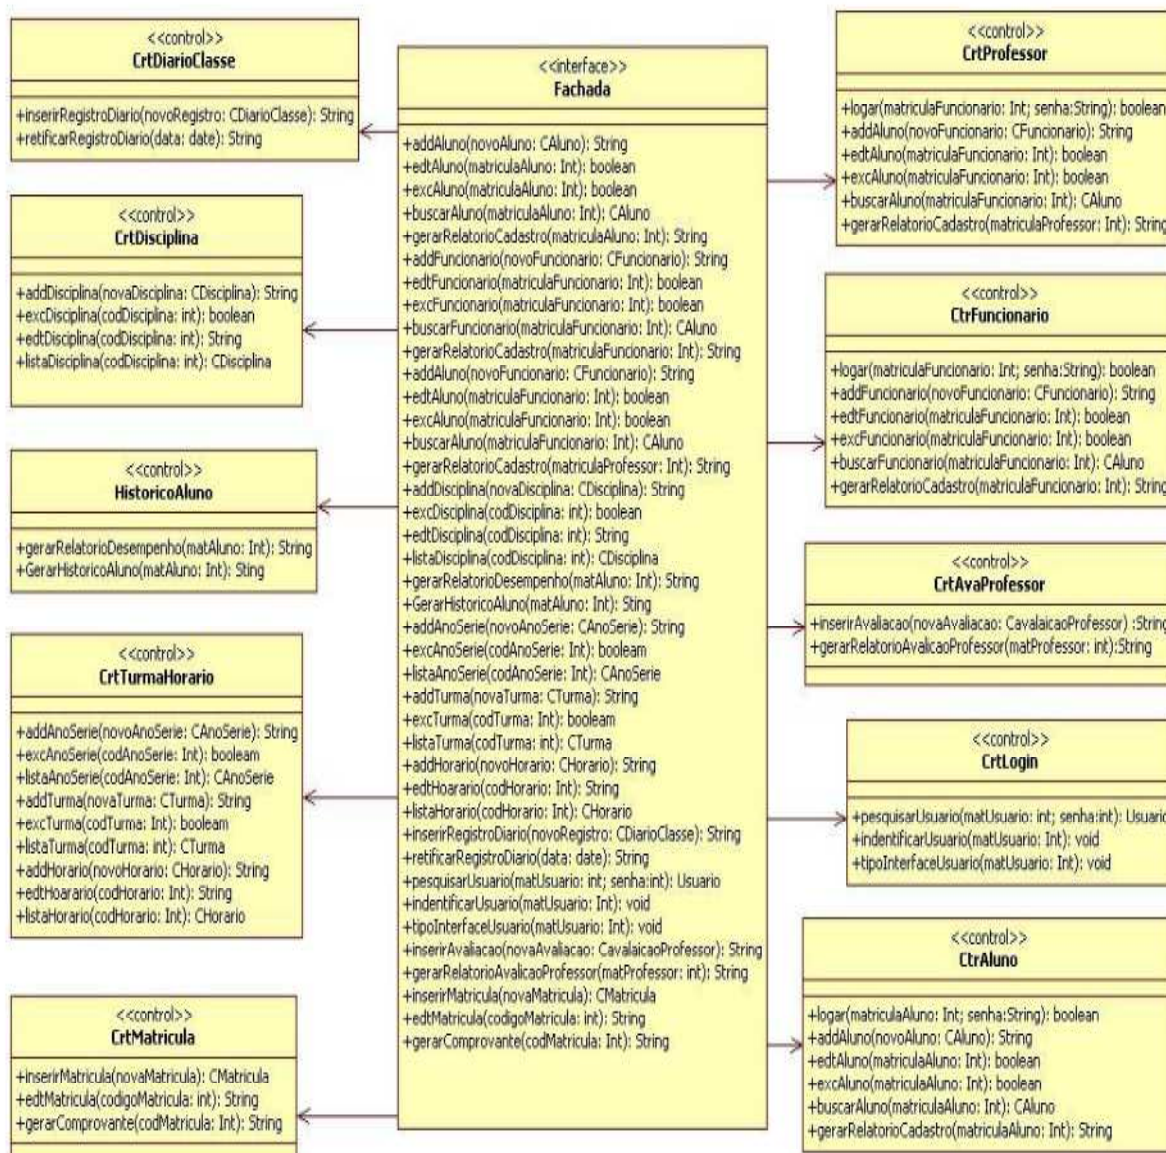 <<control>>
CrtDiarioClasse
+inserirRegistroDiario(novoRegistro: CDiarioClasse): String
+retificarRegistroDiario(data: date): String
<<control>>
CrtDisciplina
+addDisciplina(novaDisciplina: CDisciplina): String
+excDisciplina(codDisciplina: int): boolean
+edtDisciplina(codDisciplina: int): String
+listaDisciplina(codDisciplina: int): CDisciplina
<<control>>
HistoricoAluno
+gerarRelatorioDesempenho(matAluno: Int): String
+GerarHistoricoAluno(matAluno: Int): Sting
<<control>>
CrtTurmaHorario
+addAnoSerie(novoAnoSerie: CAnoSerie): String
+excAnoSerie(codAnoSerie: Int): booleam
+listaAnoSerie(codAnoSerie: Int): CAnoSerie
+addTurma(novaTurma: CTurma): String
+excTurma(codTurma: Int): booleam
+listaTurma(codTurma: int): CTurma
+addHorario(novoHorario: CHorario): String
+edtHoarario(codHorario: Int): String
+listaHorario(codHorario: Int): CHorario
<<control>>
CrtMatricula
+inserirMatricula(novaMatricula): CMatricula
+edtMatricula(codigoMatricula: int): String
+gerarComprovante(codMatricula: Int): String
<<interface>>
Fachada
+addAluno(novoAluno: CAluno): String
+edtAluno(matriculaAluno: Int): boolean
+excAluno(matriculaAluno: Int): boolean
+buscarAluno(matriculaAluno: Int): CAluno
+gerarRelatorioCadastro(matriculaAluno: Int): String
+addFuncionario(novoFuncionario: CFuncionario): String
+edtFuncionario(matriculaFuncionario: Int): boolean
+excFuncionario(matriculaFuncionario: Int): boolean
+buscarFuncionario(matriculaFuncionario: Int): CAluno
+gerarRelatorioCadastro(matriculaFuncionario: Int): String
+addAluno(novoFuncionario: CFuncionario): String
+edtAluno(matriculaFuncionario: Int): boolean
+excAluno(matriculaFuncionario: Int): boolean
+buscarAluno(matriculaFuncionario: Int): CAluno
+gerarRelatorioCadastro(matriculaProfessor: Int): String
+addDisciplina(novaDisciplina: CDisciplina): String
+excDisciplina(codDisciplina: int): boolean
+edtDisciplina(codDisciplina: int): String
+listaDisciplina(codDisciplina: int): CDisciplina
+gerarRelatorioDesempenho(matAluno: Int): String
+GerarHistoricoAluno(matAluno: Int): Sting
+addAnoSerie(novoAnoSerie: CAnoSerie): String
+excAnoSerie(codAnoSerie: Int): booleam
+listaAnoSerie(codAnoSerie: Int): CAnoSerie
+addTurma(novaTurma: CTurma): String
+excTurma(codTurma: Int): booleam
+listaTurma(codTurma: int): CTurma
+addHorario(novoHorario: CHorario): String
+edtHoarario(codHorario: Int): String
+listaHorario(codHorario: Int): CHorario
+inserirRegistroDiario(novoRegistro: CDiarioClasse): String
+retificarRegistroDiario(data: date): String
+pesquisarUsuario(matUsuario: int; senha:int): Usuario
+indentificarUsuario(matUsuario: Int): void
+tipoInterfaceUsuario(matUsuario: Int): void
+inserirAvaliacao(novaAvaliacao: CavalaicaoProfessor): String
+gerarRelatorioAvalicaoProfessor(matProfessor: int): String
+inserirMatricula(novaMatricula): CMatricula
+edtMatricula(codigoMatricula: int): String
+gerarComprovante(codMatricula: Int): String
<<control>>
CrtProfessor
+logar(matriculaFuncionario: Int; senha:String): boolean
+addAluno(novoFuncionario: CFuncionario): String
+edtAluno(matriculaFuncionario: Int): boolean
+excAluno(matriculaFuncionario: Int): boolean
+buscarAluno(matriculaFuncionario: Int): CAluno
+gerarRelatorioCadastro(matriculaProfessor: Int): String
<<control>>
CtrFuncionario
+logar(matriculaFuncionario: Int; senha:String): boolean
+addFuncionario(novoFuncionario: CFuncionario): String
+edtFuncionario(matriculaFuncionario: Int): boolean
+excFuncionario(matriculaFuncionario: Int): boolean
+buscarFuncionario(matriculaFuncionario: Int): CAluno
+gerarRelatorioCadastro(matriculaFuncionario: Int): String
<<control>>
CrtAvaProfessor
+inserirAvaliacao(novaAvaliacao: CavalaicaoProfessor) :String
+gerarRelatorioAvalicaoProfessor(matProfessor: int):String
<<control>>
CrtLogin
+pesquisarUsuario(matUsuario: int; senha:int): Usuario
+indentificarUsuario(matUsuario: Int): void
+tipoInterfaceUsuario(matUsuario: Int): void
<<control>>
CtrAluno
+logar(matriculaAluno: Int; senha:String): boolean
+addAluno(novoAluno: CAluno): String
+edtAluno(matriculaAluno: Int): boolean
+excAluno(matriculaAluno: Int): boolean
+buscarAluno(matriculaAluno: Int): CAluno
+gerarRelatorioCadastro(matriculaAluno: Int): String